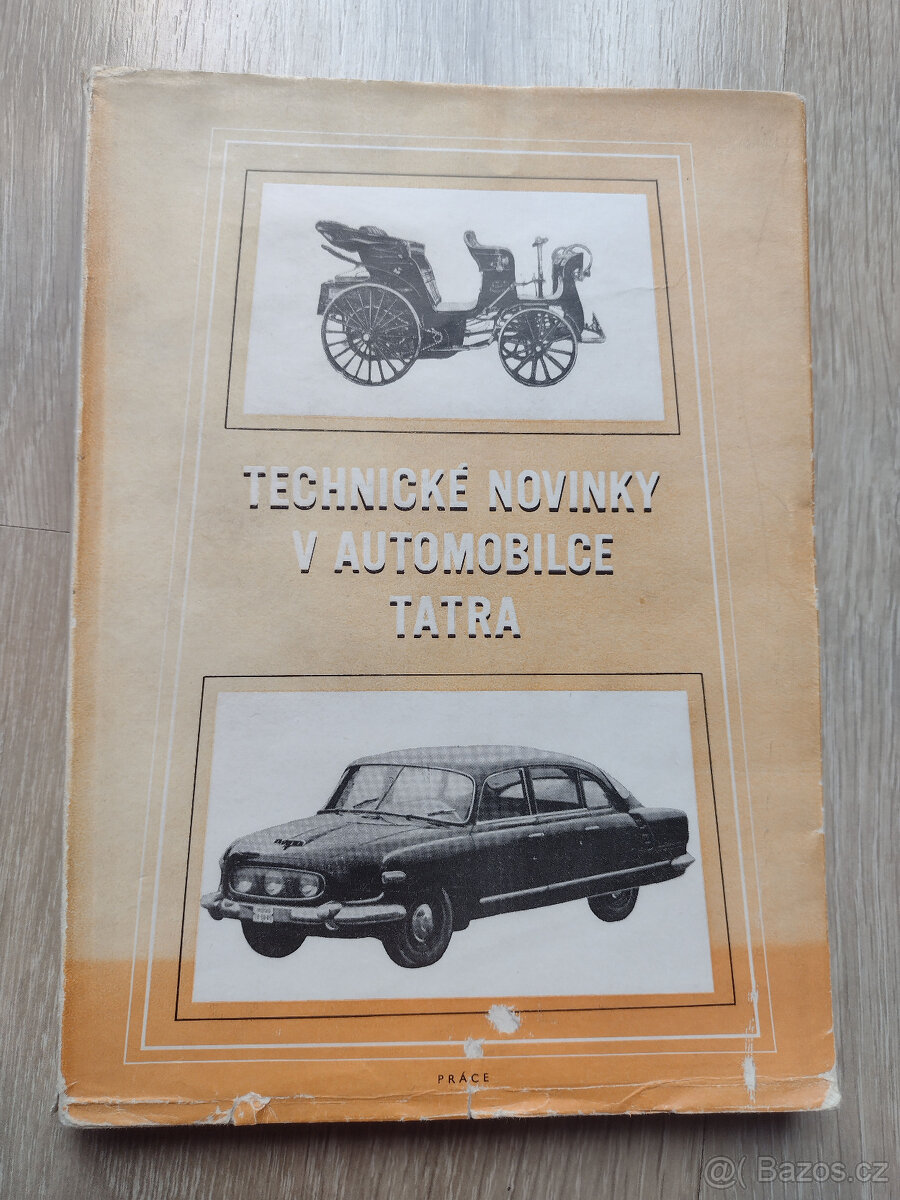 TECHNICKÉ NOVINKY
V AUTOMOBILCE
TATRA
PRÁCE
@( Bazos.cz